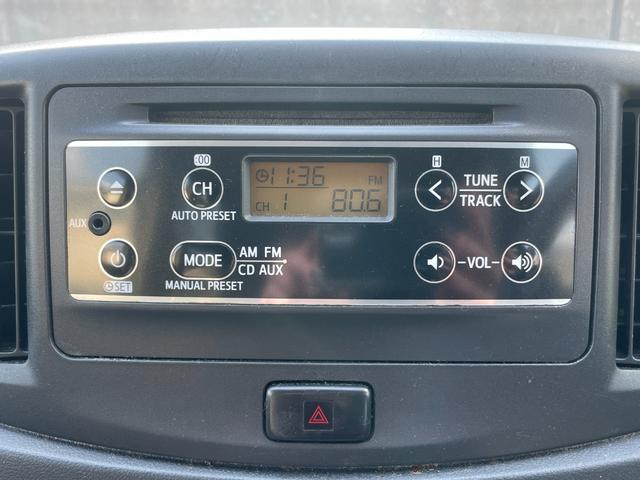 :00
H
M
11:36
FM
CH 1 80.6
CH
AUTO PRESET
TUNE
TRACK
AUX
MODE
AM FM
CD AUX
MANUAL PRESET
-VOL-
SET